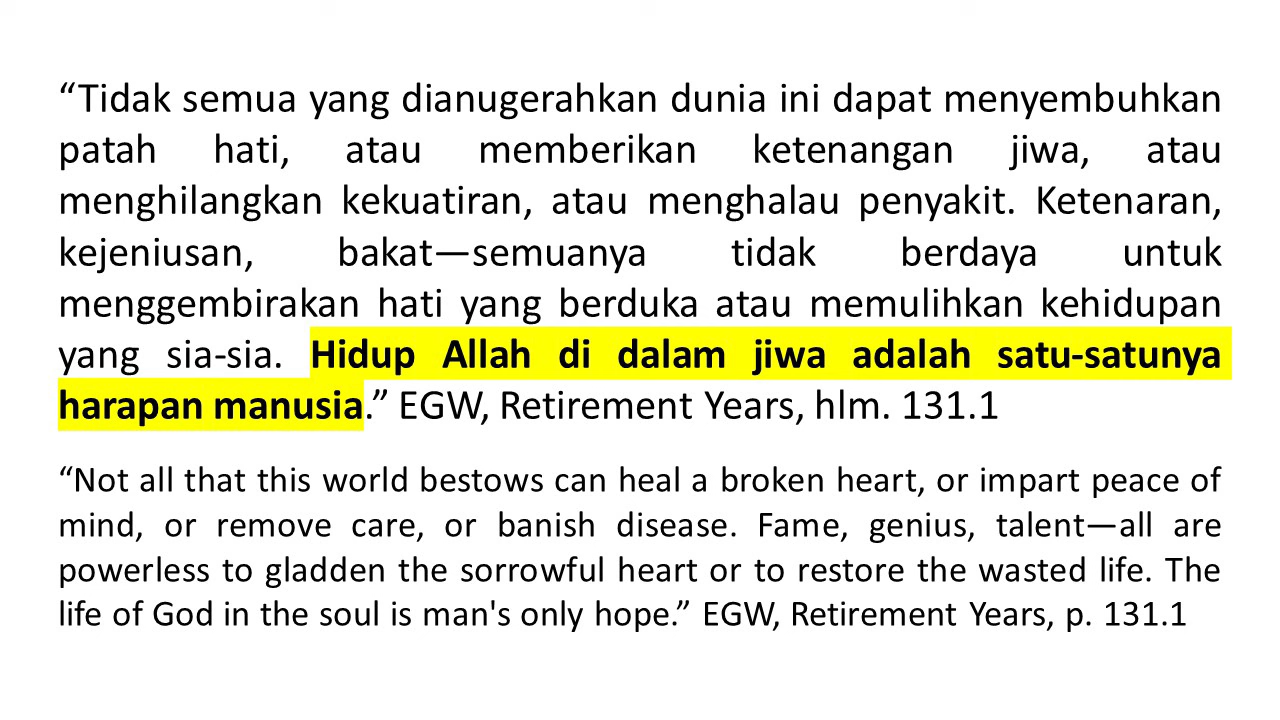 “Tidak semua yang dianugerahkan dunia ini dapat menyembuhkan
patah hati, atau memberikan ketenangan jiwa, atau
menghilangkan kekuatiran, atau menghalau penyakit. Ketenaran,
kejeniusan, bakat—semuanya tidak berdaya untuk
menggembirakan hati yang berduka atau memulihkan kehidupan
yang sia-sia. Hidup Allah di dalam jiwa adalah satu-satunya
harapan manusia.” EGW, Retirement Years, hlm. 131.1
“Not all that this world bestows can heal a broken heart, or impart peace of
mind, or remove care, or banish disease. Fame, genius, talent—all are
powerless to gladden the sorrowful heart or to restore the wasted life. The
life of God in the soul is man's only hope.” EGW, Retirement Years, p. 131.1